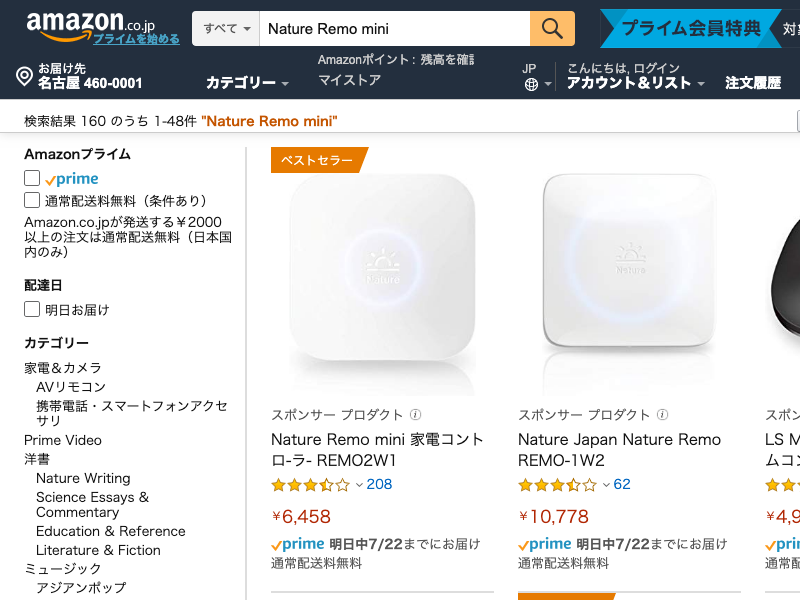 amazon.co.jp
プライムを始める
すべて
Nature Remo mini
プライム会員特典
お届け先
名古屋 460-0001
カテゴリー
Amazonポイント: 残高を確
マイストア
JP
こんにちは, ログイン
アカウント＆リスト
注文履歴
検索結果 160 のうち 1-48件 "Nature Remo mini"
Amazonプライム
prime
通常配送料無料（条件あり）
Amazon.co.jpが発送する￥2000
以上の注文は通常配送無料（日本国
内のみ）
配達日
明日お届け
カテゴリー
家電＆カメラ
AVリモコン
携帯電話・スマートフォンアクセ
サリ
Prime Video
洋書
Nature Writing
Science Essays &
Commentary
Education & Reference
Literature & Fiction
ミュージック
アジアンポップ
ベストセラー
Nature
スポンサー プロダクト
Nature Remo mini 家電コント
ロ-ラ- REMO2W1
208
￥6,458
prime 明日中7/22までにお届け
通常配送料無料
Nature
スポンサー プロダクト
Nature Japan Nature Remo
REMO-1W2
62
￥10,778
prime 明日中7/22までにお届け
通常配送料無料
スポン
LS M
ムコン
￥4,9
prim
通常配